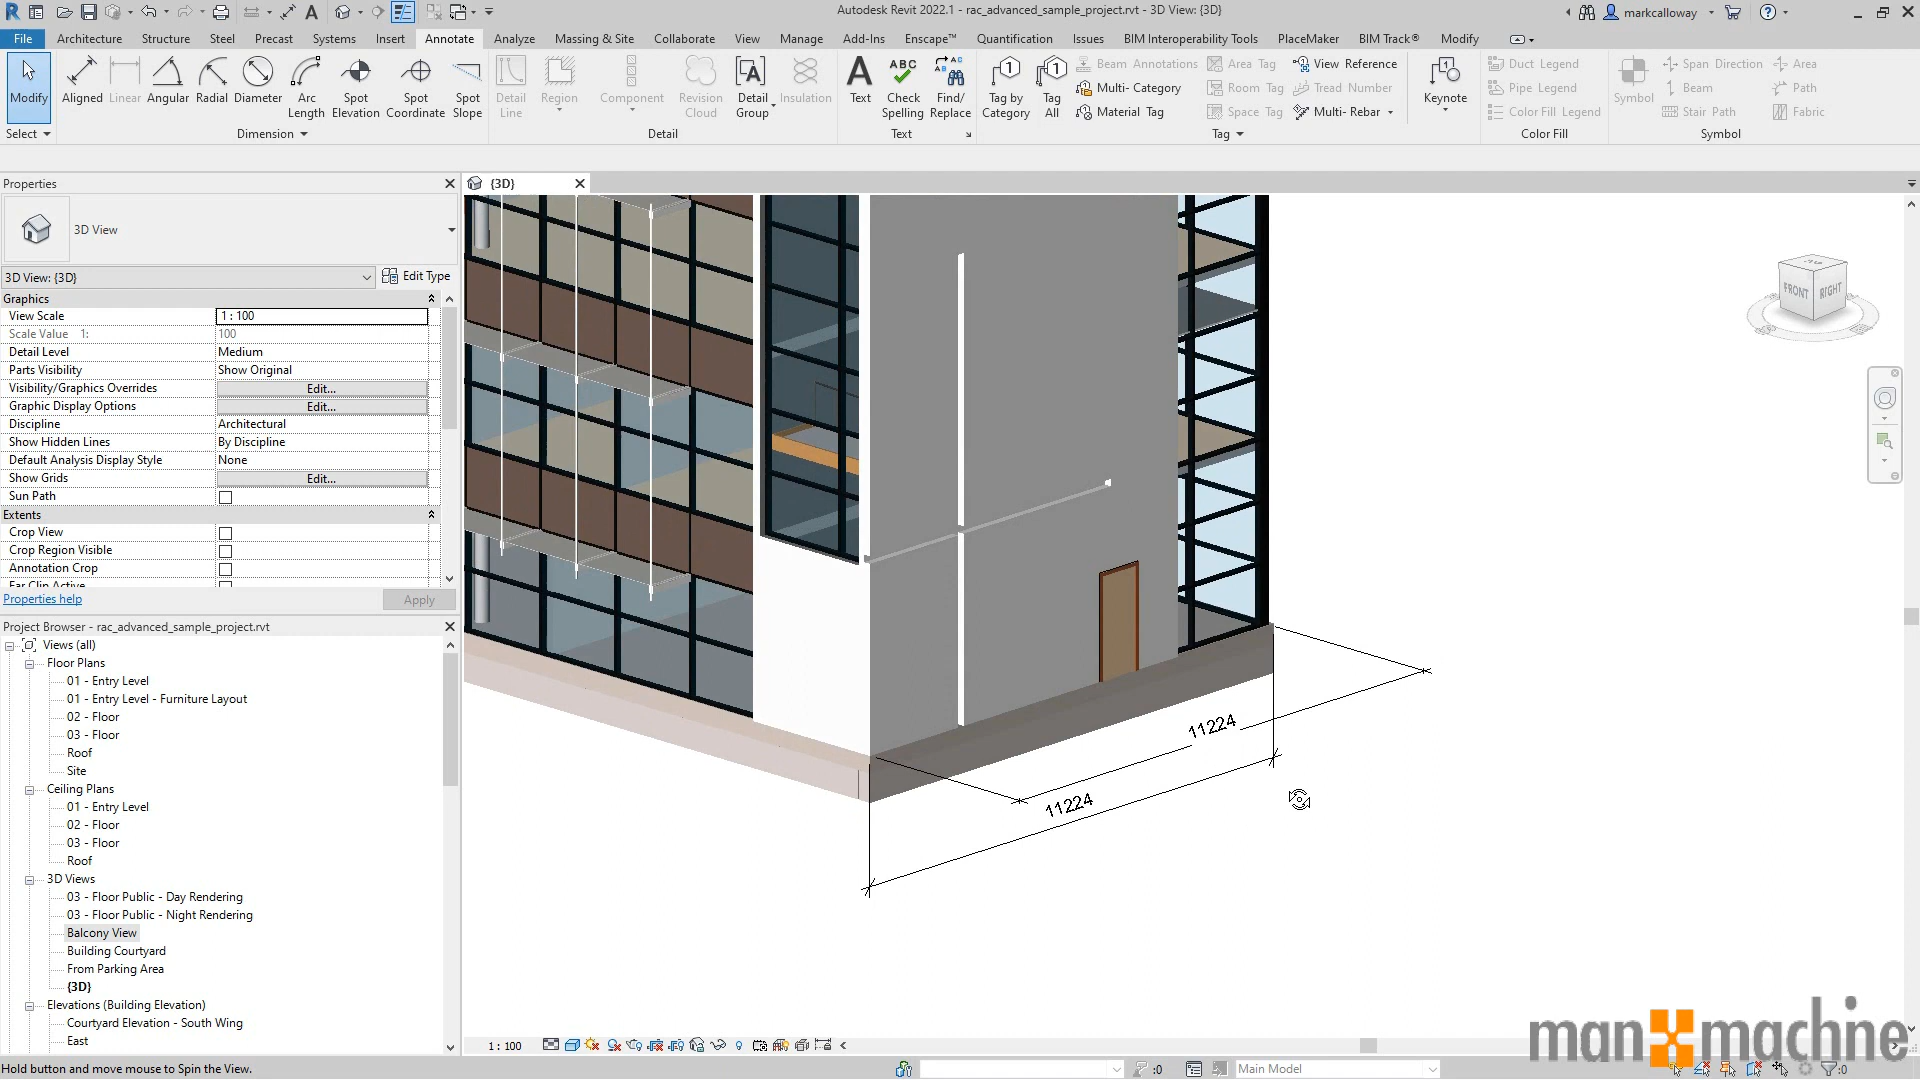 Autodesk Revit 2022.1 - rac_advanced_sample_project.rvt - 3D View: {3D}
markcalloway
File Architecture Structure Steel Precast Systems Insert Annotate Analyze Massing & Site Collaborate View Manage Add-Ins Enscape™ Quantification Issues BIM Interoperability Tools PlaceMaker BIM Track® Modify
Modify
Aligned Linear Angular Radial Diameter Arc Length Spot Elevation Spot Coordinate Spot Slope
Detail Line Region Component Revision Cloud Detail Group Insulation
Text ABC Check Spelling Find/ Replace
Tag by Category Tag All
Beam Annotations Area Tag View Reference
Multi- Category Room Tag Tread Number
Material Tag Space Tag Multi- Rebar
Keynote
Duct Legend
Pipe Legend
Color Fill Legend
Symbol
Span Direction Area
Beam Path
Stair Path Fabric
Select Dimension Detail Text Tag Color Fill Symbol
Properties
{3D}
3D View
3D View: {3D} Edit Type
Graphics
View Scale 1 : 100
Scale Value 1: 100
Detail Level Medium
Parts Visibility Show Original
Visibility/Graphics Overrides Edit...
Graphic Display Options Edit...
Discipline Architectural
Show Hidden Lines By Discipline
Default Analysis Display Style None
Show Grids Edit...
Sun Path
Extents
Crop View
Crop Region Visible
Annotation Crop
Far Clip Active
Properties help Apply
Project Browser - rac_advanced_sample_project.rvt
Views (all)
Floor Plans
01 - Entry Level
01 - Entry Level - Furniture Layout
02 - Floor
03 - Floor
Roof
Site
Ceiling Plans
01 - Entry Level
02 - Floor
03 - Floor
Roof
3D Views
03 - Floor Public - Day Rendering
03 - Floor Public - Night Rendering
Balcony View
Building Courtyard
From Parking Area
{3D}
Elevations (Building Elevation)
Courtyard Elevation - South Wing
East
FRONT RIGHT
11224
11224
1 : 100
man machine
Hold button and move mouse to Spin the View.
:0
Main Model
:0